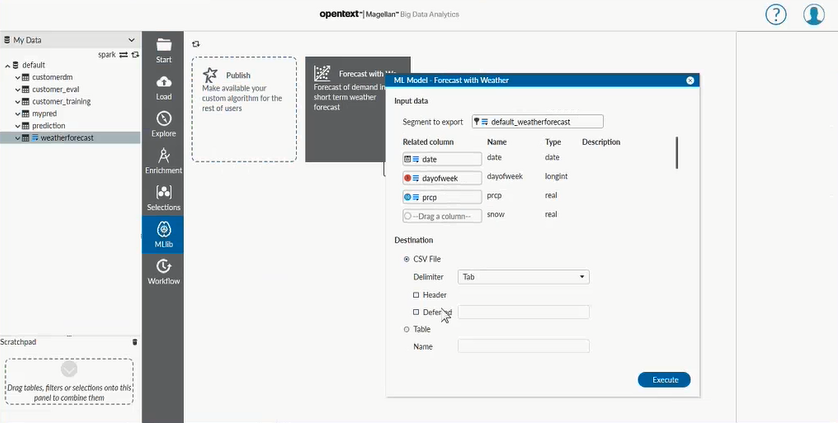 opentext™ | Magellan™ Big Data Analytics
?
My Data
spark
default
customerdm
customer_eval
customer_training
mypred
prediction
weatherforecast
Scratchpad
Drag tables, filters or selections onto this
panel to combine them
Start
Load
Explore
Enrichment
Selections
MLlib
Workflow
Publish
Make available your
custom algorithm for the
rest of users
Forecast with We
Forecast of demand in
short term weather
forecast
ML Model - Forecast with Weather
Input data
Segment to export default_weatherforecast
Related column Name Type Description
date date date
dayofweek dayofweek longint
prcp prcp real
--Drag a column-- snow real
Destination
CSV File
Delimiter Tab
Header
Table
Name
Execute